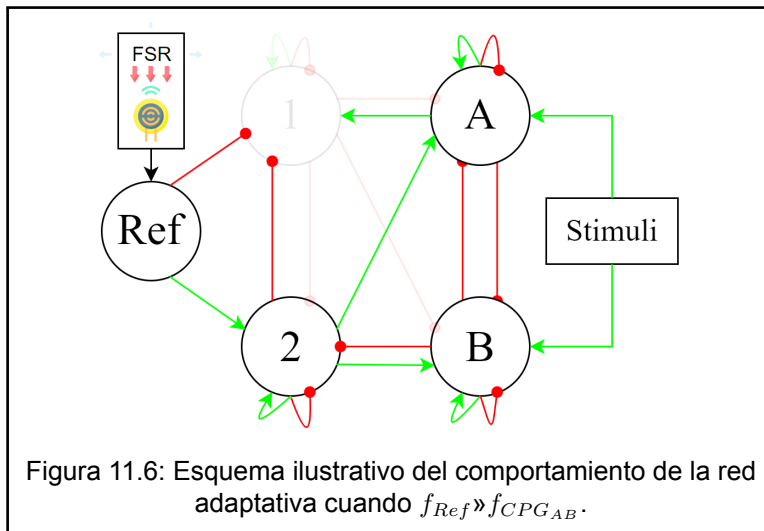 FSR
1
A
Ref
Stimuli
2
B
Figura 11.6: Esquema ilustrativo del comportamiento de la red
adaptativa cuando f_{Ref}»f_{CPG_{AB}}.